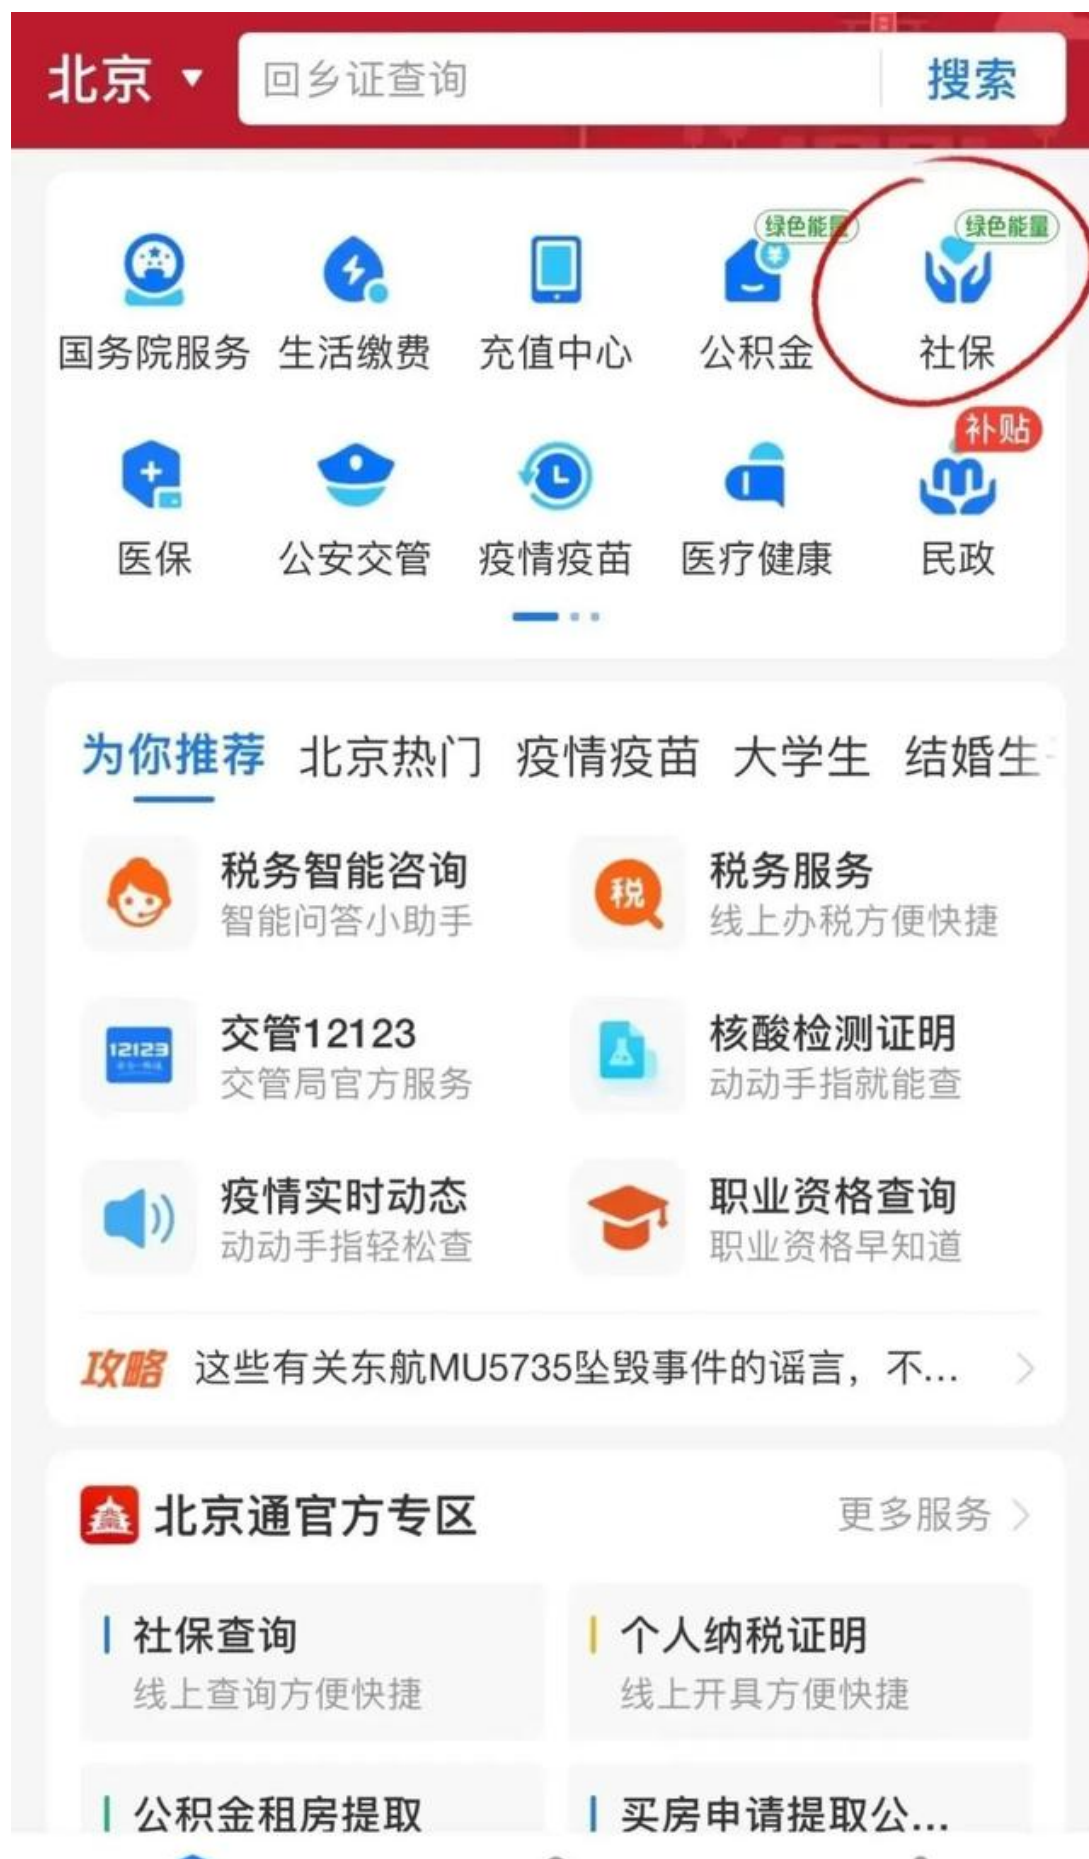 北京
回乡证查询
搜索
绿色能量
绿色能量
国务院服务
生活缴费
充值中心
公积金
社保
补贴
医保
公安交管
疫情疫苗
医疗健康
民政
为你推荐
北京热门
疫情疫苗
大学生
结婚生
税务智能咨询
智能问答小助手
税
税务服务
线上办税方便快捷
12123
交管12123
交管局官方服务
核酸检测证明
动动手指就能查
疫情实时动态
动动手指轻松查
职业资格查询
职业资格早知道
攻略 这些有关东航MU5735坠毁事件的谣言，不...
北京通官方专区
更多服务
社保查询
线上查询方便快捷
个人纳税证明
线上开具方便快捷
公积金租房提取
买房申请提取公...